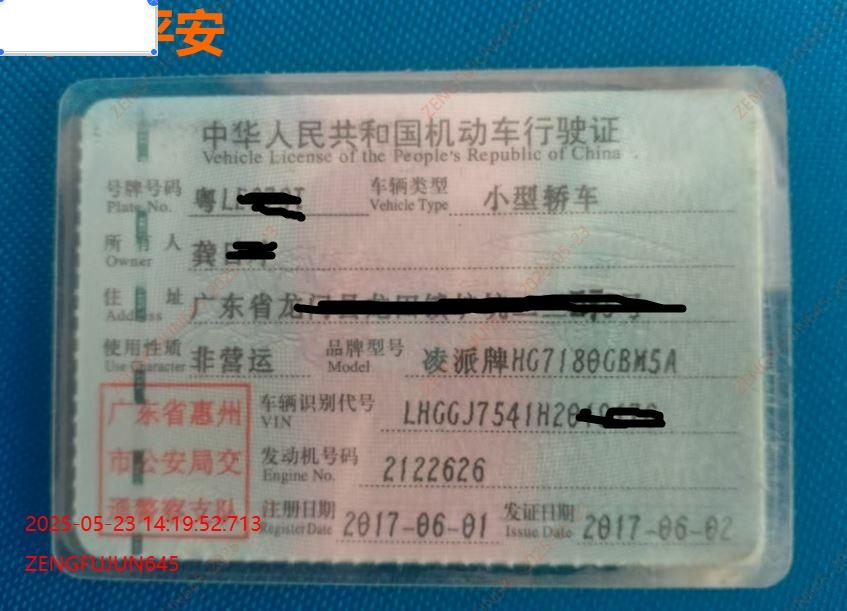 平安
中华人民共和国机动车行驶证
Vehicle License of the People's Republic of China
号牌号码 粤L 车辆类型 小型轿车
Plate No. Vehicle Type
所有人 龚
Owner
住址 广东省龙
Address
使用性质 非营运 品牌型号 凌派牌HG7180GBM5A
Use Character Model
广东省惠州
市公安局交
通警察支队
车辆识别代号 LHGGJ7541H2
VIN
发动机号码 2122626
Engine No.
注册日期 2017-06-01 发证日期 2017-06-02
Register Date Issue Date
2025-05-23 14:19:52:713
ZENGFUJUN645